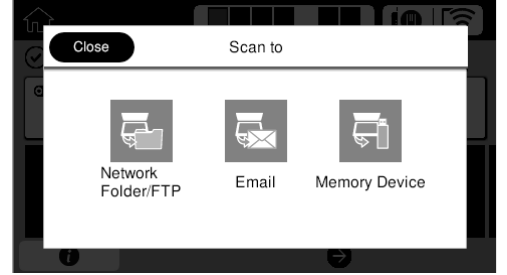 Close
Scan to
Network
Folder/FTP
Email
Memory Device